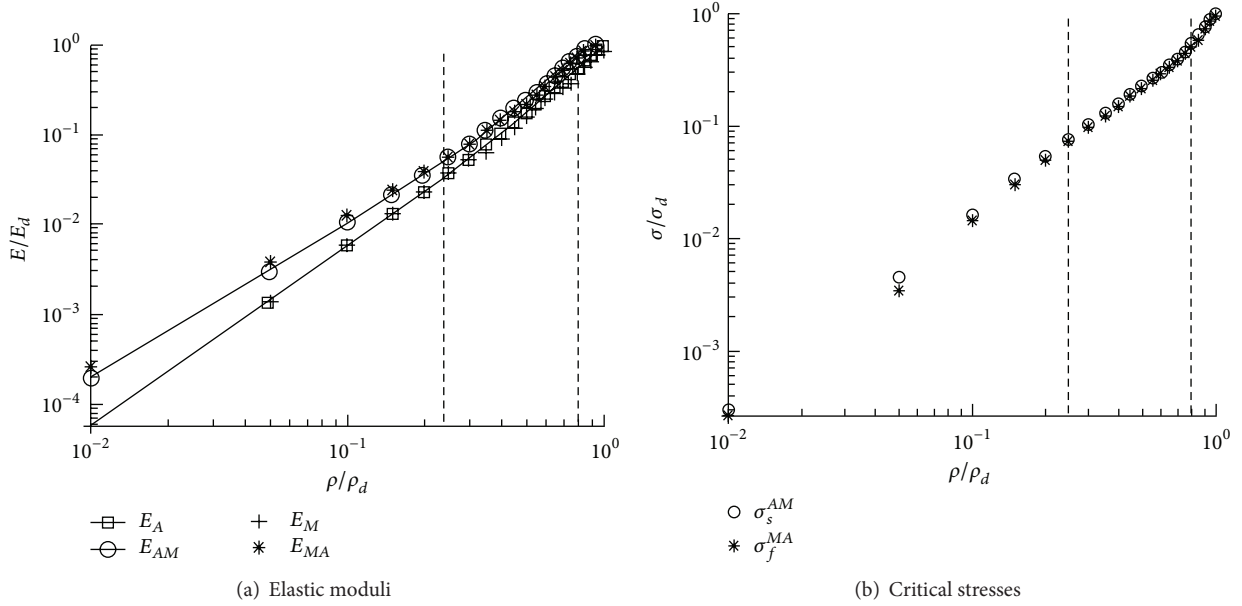 10^0
10^-1
10^-2
10^-3
10^-4
E/E_d
10^-2
10^-1
10^0
ρ/ρ_d
E_A
E_M
E_AM
E_MA
(a) Elastic moduli
10^0
10^-1
10^-2
10^-3
σ/σ_d
10^-2
10^-1
10^0
ρ/ρ_d
σ_s^AM
σ_f^MA
(b) Critical stresses